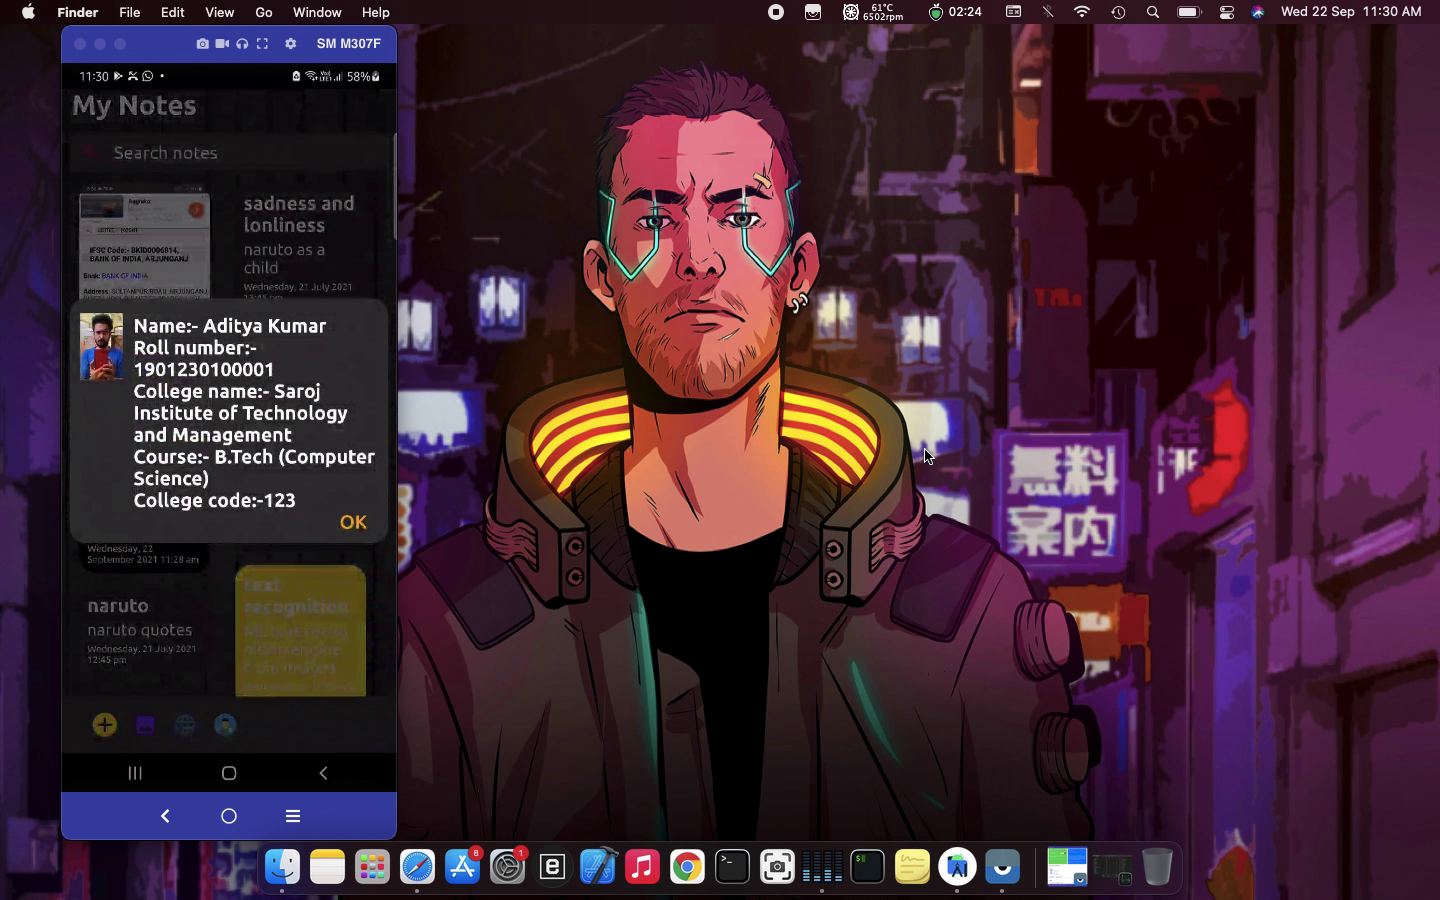 Finder File Edit View Go Window Help
61°C
6502rpm
02:24
Wed 22 Sep 11:30 AM
SM M307F
11:30
58%
My Notes
Search notes
IFSC Code:- BKID0006814,
BANK OF INDIA, ARJUNGANJ
Bank: BANK OF INDIA
Address: SULTANPUR ROAD, ARJUNGANJ
sadness and
lonliness
naruto as a
child
Wednesday, 21 July 2021
12:45 pm
Name:- Aditya Kumar
Roll number:-
1901230100001
College name:- Saroj
Institute of Technology
and Management
Course:- B.Tech (Computer
Science)
College code:-123
OK
Wednesday, 22
September 2021 11:28 am
naruto
naruto quotes
Wednesday, 21 July 2021
12:45 pm
text
recognition
無料
案内
8
1